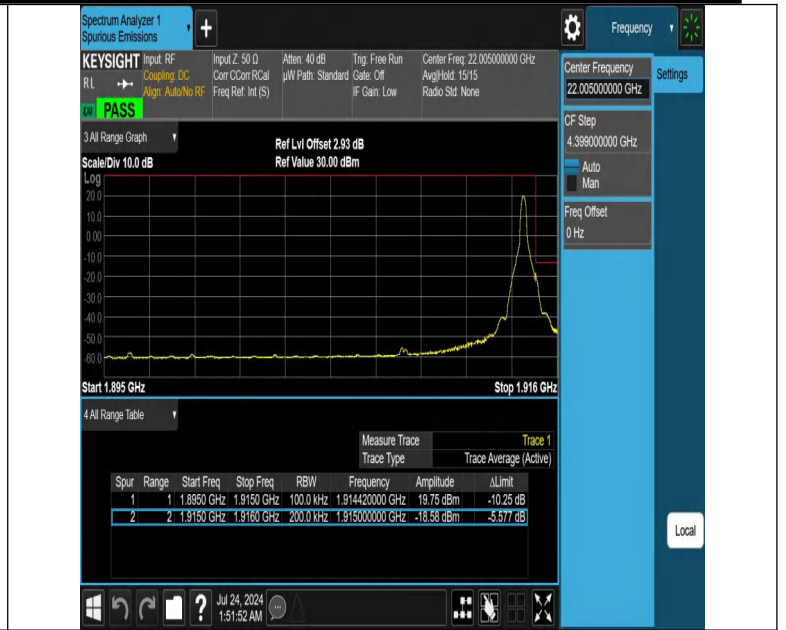 Spectrum Analyzer 1
Spurious Emissions
+
Frequency
KEYSIGHT
RL
PASS
Input: RF
Coupling: DC
Align: Auto/No RF
Input Z: 50 Ω
Corr CCorr RCal
Freq Ref: Int (S)
Atten: 40 dB
µW Path: Standard
Trig: Free Run
Gate: Off
IF Gain: Low
Center Freq: 22.005000000 GHz
Avg|Hold: 15/15
Radio Std: None
Center Frequency
22.005000000 GHz
Settings
CF Step
4.399000000 GHz
Auto
Man
Freq Offset
0 Hz
3 All Range Graph
Scale/Div 10.0 dB
Ref Lvl Offset 2.93 dB
Ref Value 30.00 dBm
Log
20.0
10.0
0.00
-10.0
-20.0
-30.0
-40.0
-50.0
-60.0
Start 1.895 GHz
Stop 1.916 GHz
4 All Range Table
Measure Trace Trace 1
Trace Type Trace Average (Active)
Spur Range Start Freq Stop Freq RBW Frequency Amplitude ΔLimit
1 1 1.8950 GHz 1.9150 GHz 100.0 kHz 1.914420000 GHz 19.75 dBm -10.25 dB
2 2 1.9150 GHz 1.9160 GHz 200.0 kHz 1.915000000 GHz -18.58 dBm -5.577 dB
Local
?
Jul 24, 2024
1:51:52 AM